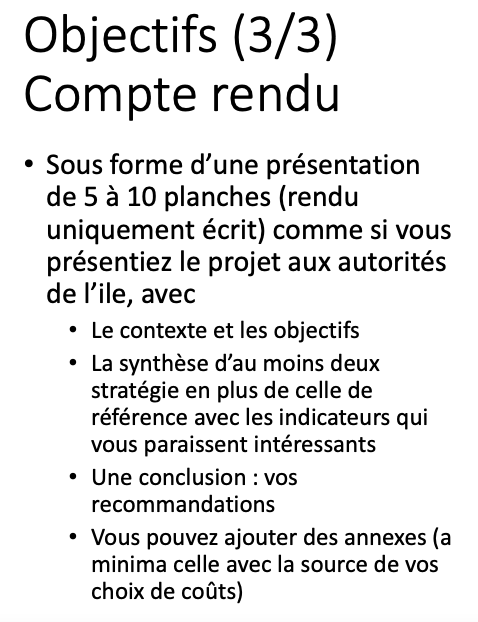 Objectifs (3/3)
Compte rendu
• Sous forme d’une présentation
de 5 à 10 planches (rendu
uniquement écrit) comme si vous
présentiez le projet aux autorités
de l’ile, avec
• Le contexte et les objectifs
• La synthèse d’au moins deux
stratégie en plus de celle de
référence avec les indicateurs qui
vous paraissent intéressants
• Une conclusion : vos
recommandations
• Vous pouvez ajouter des annexes (a
minima celle avec la source de vos
choix de coûts)